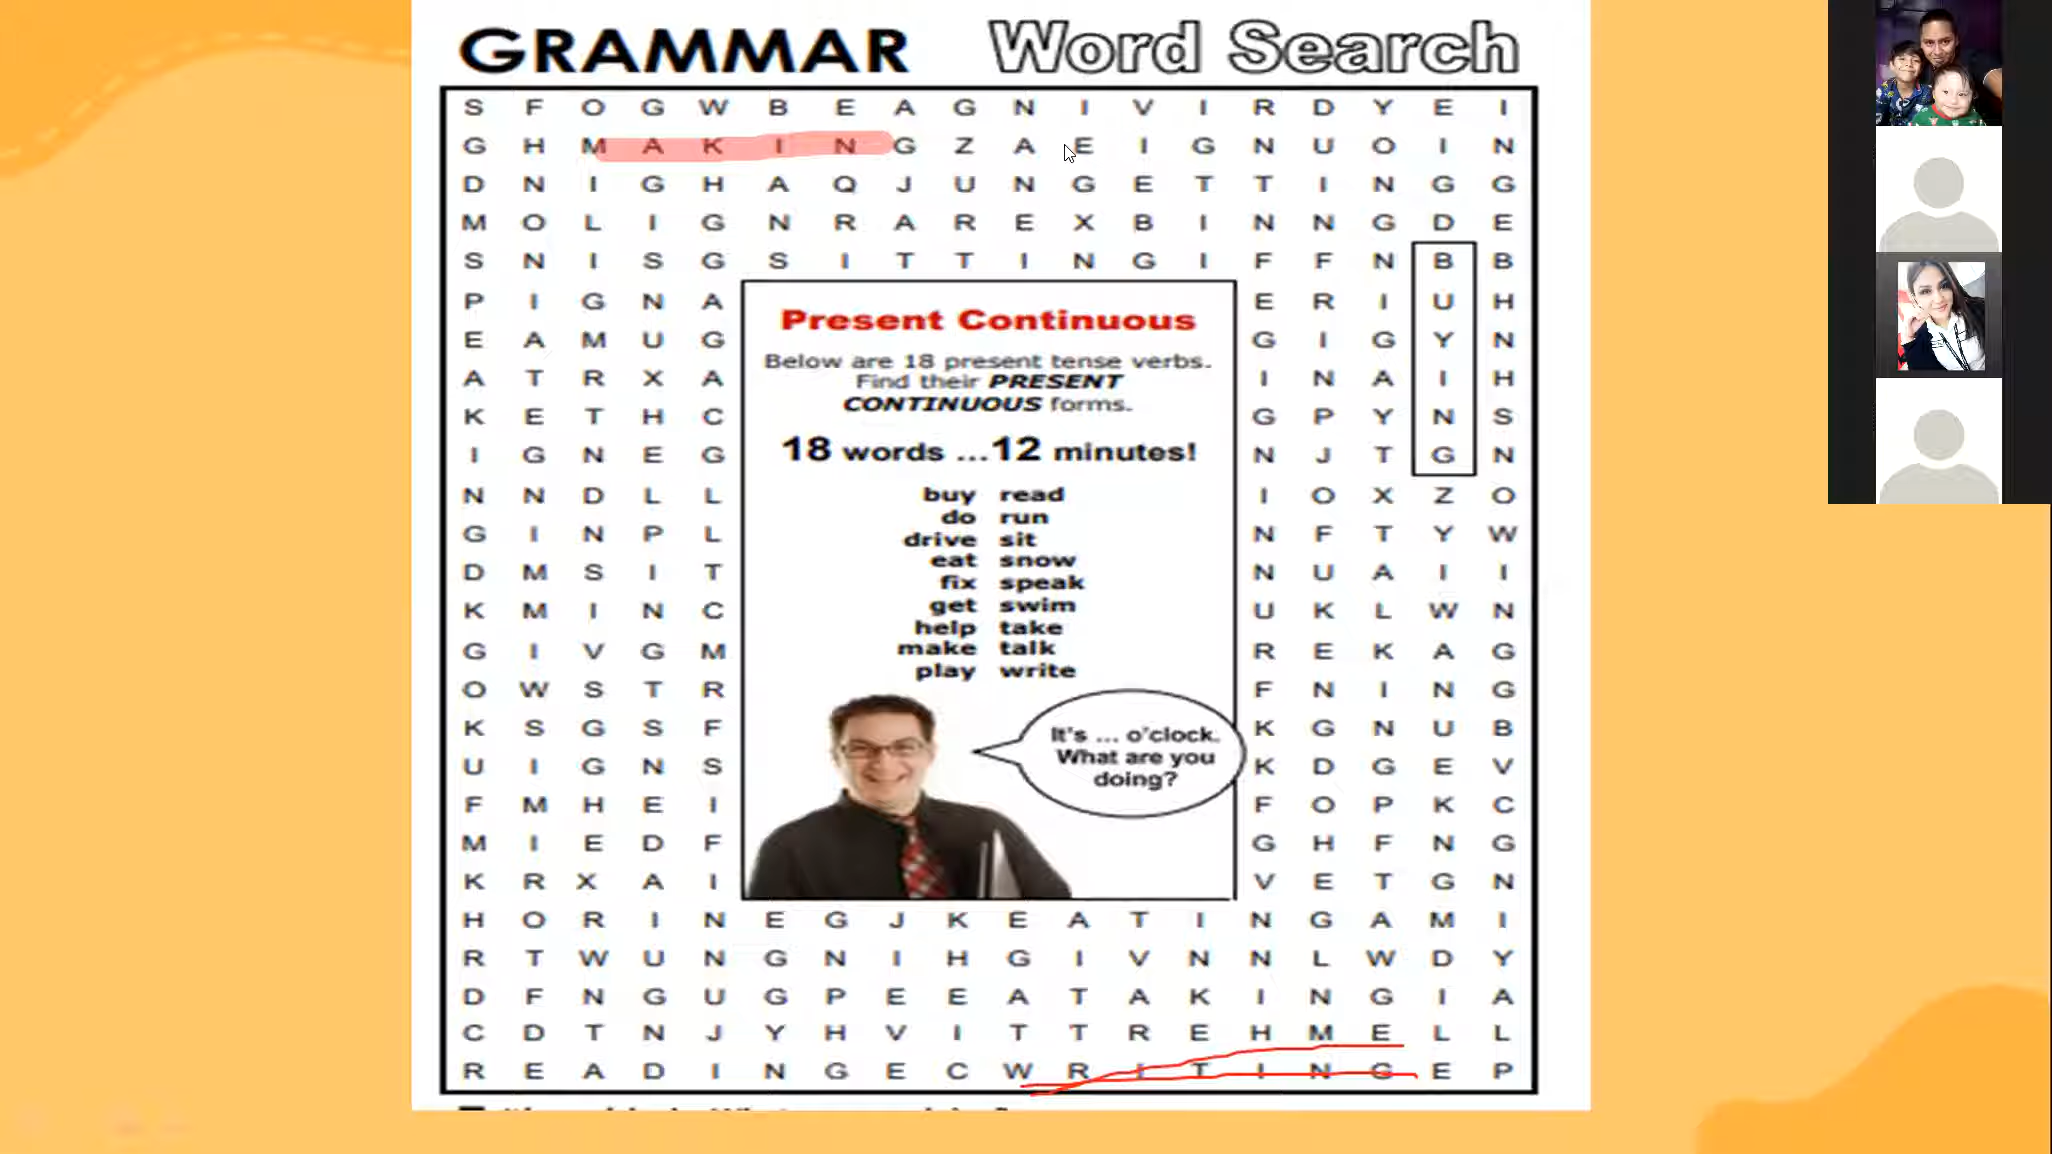 GRAMMAR Word Search
S F O G W B E A G N I V I R D Y E I
G H M A K I N G Z A E I G N U O I N
D N I G H A Q J U N G E T T I N G G
M O L I G N R A R E X B I N N G D E
S N I S G S I T T I N G I F F N B B
P I G N A E R I U H
E A M U G G I G Y N
A T R X A I N A I H
K E T H C G P Y N S
I G N E G N J T G N
N N D L L I O X Z O
G I N P L N F T Y W
D M S I T N U A I I
K M I N C U K L W N
G I V G M R E K A G
O W S T R F N I N G
K S G S F K G N U B
U I G N S K D G E V
F M H E I F O P K C
M I E D F G H F N G
K R X A I V E T G N
H O R I N E G J K E A T I N G A M I
R T W U N G N I H G I V N N L W D Y
D F N G U G P E E A T A K I N G I A
C D T N J Y H V I T T R E H M E L L
R E A D I N G E C W R I T I N G E P
Present Continuous
Below are 18 present tense verbs.
Find their PRESENT
CONTINUOUS forms.
18 words ...12 minutes!
buy read
do run
drive sit
eat snow
fix speak
get swim
help take
make talk
play write
It's ... o'clock.
What are you
doing?